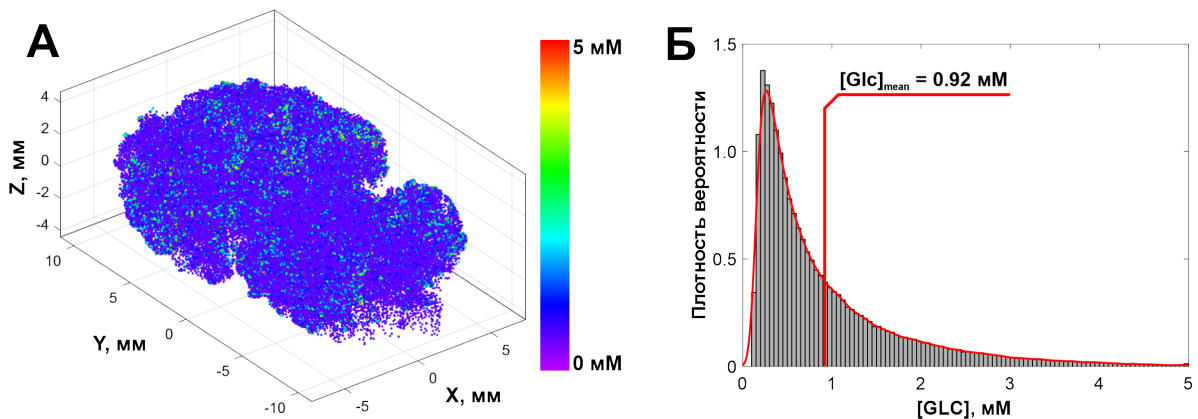 А
5 мМ
0 мМ
Z, мм
4
2
0
-2
-4
10
5
0
-5
-10
Y, мм
-5
0
5
X, мм
Б
[Glc]mean = 0.92 мМ
Плотность вероятности
1.5
1.0
0.5
0
0
1
2
3
4
5
[GLC], мМ